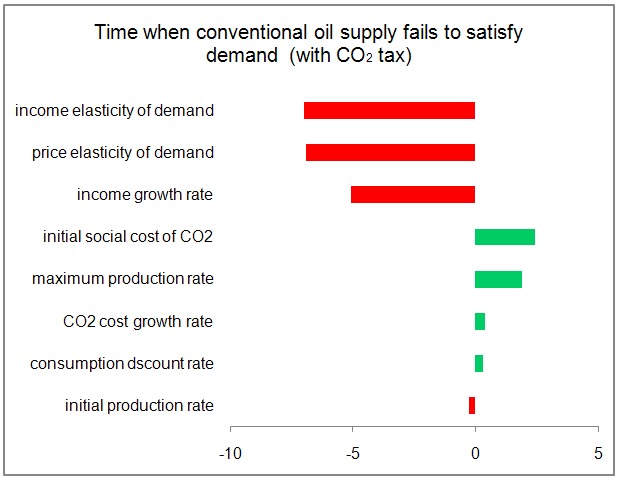 Time when conventional oil supply fails to satisfy
demand (with CO₂ tax)
income elasticity of demand
price elasticity of demand
income growth rate
initial social cost of CO2
maximum production rate
CO2 cost growth rate
consumption dscount rate
initial production rate
-10 -5 0 5